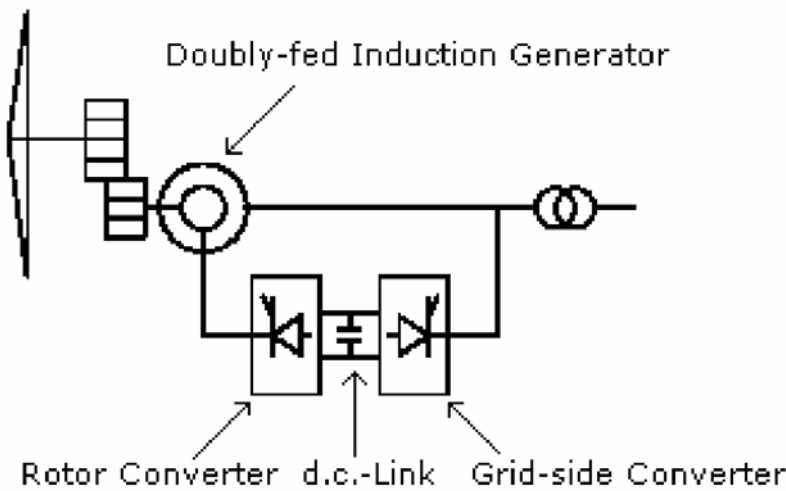 Doubly-fed Induction Generator
Rotor Converter d.c.-Link Grid-side Converter